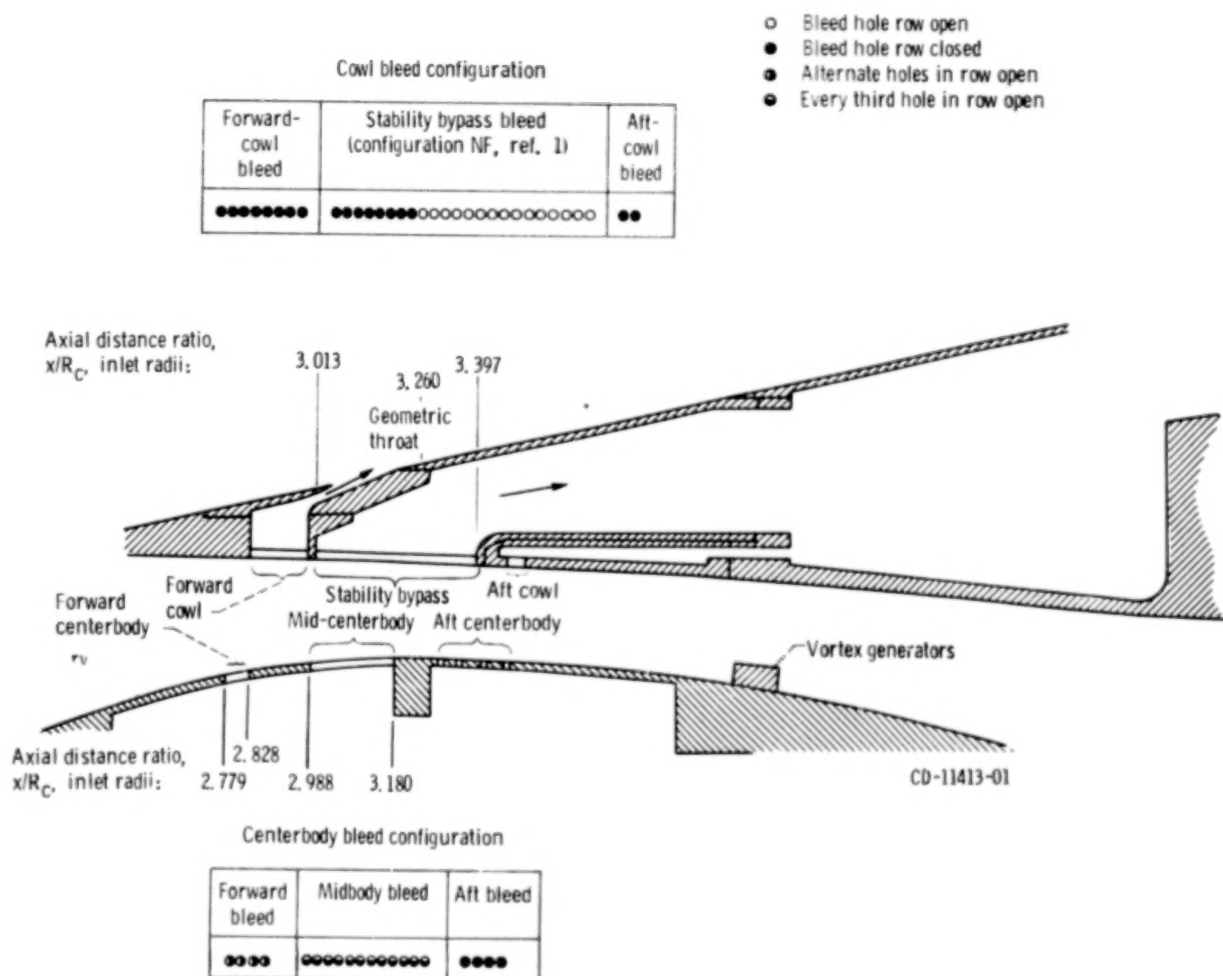 Bleed hole row open
Bleed hole row closed
Alternate holes in row open
Every third hole in row open
Cowl bleed configuration
Forward-
cowl
bleed
Stability bypass bleed
(configuration NF, ref. 1)
Aft-
cowl
bleed
Axial distance ratio,
x/R_C, inlet radii:
3.013
3.260
3.397
Geometric
throat
Forward
cowl
Stability bypass
Aft cowl
Forward
centerbody
Mid-centerbody
Aft centerbody
Vortex generators
Axial distance ratio,
x/R_C, inlet radii:
2.779
2.828
2.988
3.180
CD-11413-01
Centerbody bleed configuration
Forward
bleed
Midbody bleed
Aft bleed